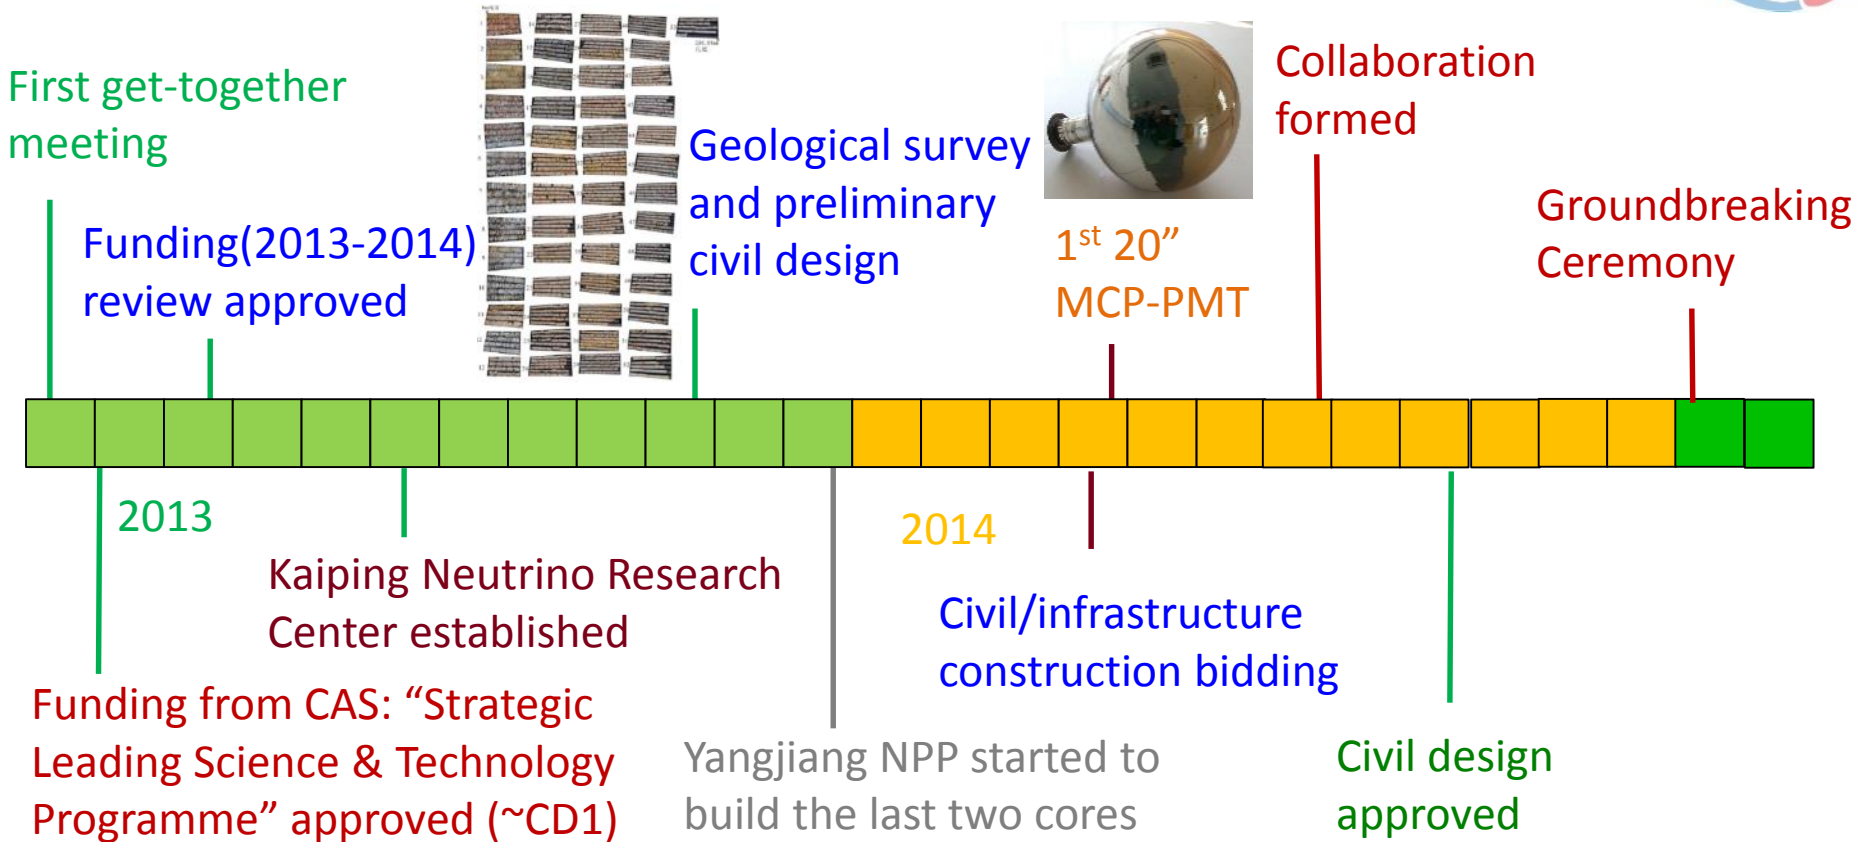 First get-together
meeting
Funding(2013-2014)
review approved
Geological survey
and preliminary
civil design
1st 20”
MCP-PMT
Collaboration
formed
Groundbreaking
Ceremony
2013
2014
Kaiping Neutrino Research
Center established
Funding from CAS: “Strategic
Leading Science & Technology
Programme” approved (~CD1)
Yangjiang NPP started to
build the last two cores
Civil/infrastructure
construction bidding
Civil design
approved